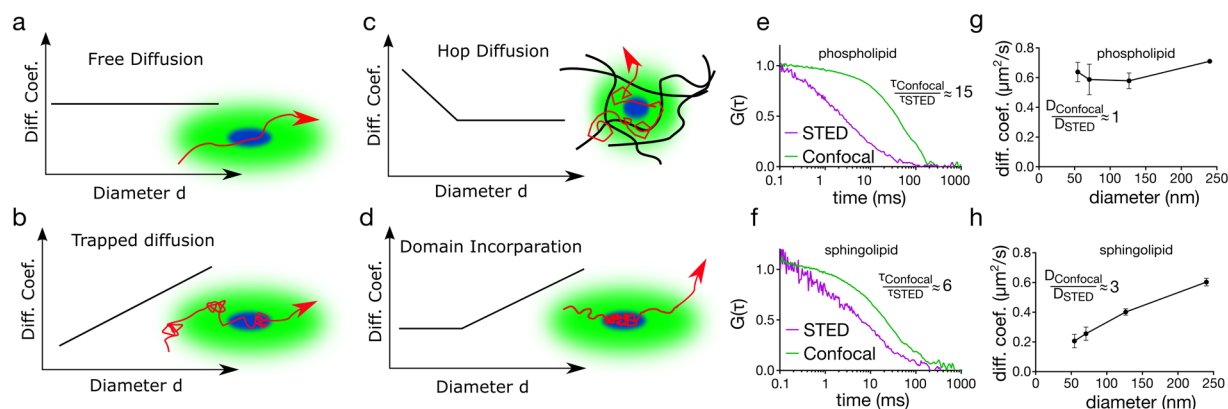 a
Diff. Coef.
Free Diffusion
Diameter d
b
Diff. Coef.
Trapped diffusion
Diameter d
c
Diff. Coef.
Hop Diffusion
Diameter d
d
Diff. Coef.
Domain Incorparation
Diameter d
e
phospholipid
G(τ)
1.0
0.5
0.0
τConfocal
τSTED
≈ 15
STED
Confocal
0.1 1 10 100 1000
time (ms)
f
sphingolipid
G(τ)
1.0
0.5
0.0
τConfocal
τSTED
≈ 6
STED
Confocal
0.1 1 10 100 1000
time (ms)
g
phospholipid
diff. coef. (µm²/s)
0.8
0.6
0.4
0.2
0.0
DConfocal
DSTED
≈ 1
0 50 100 150 200 250
diameter (nm)
h
sphingolipid
diff. coef. (µm²/s)
0.8
0.6
0.4
0.2
0.0
DConfocal
DSTED
≈ 3
0 50 100 150 200 250
diameter (nm)